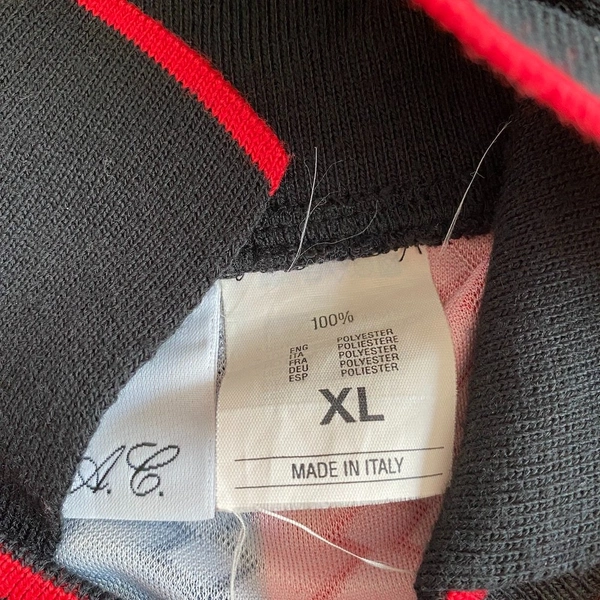 100%
ENG POLYESTER
ITA POLIESTERE
FRA POLYESTER
DEU POLYESTER
ESP POLIESTER
XL
MADE IN ITALY
A.C.